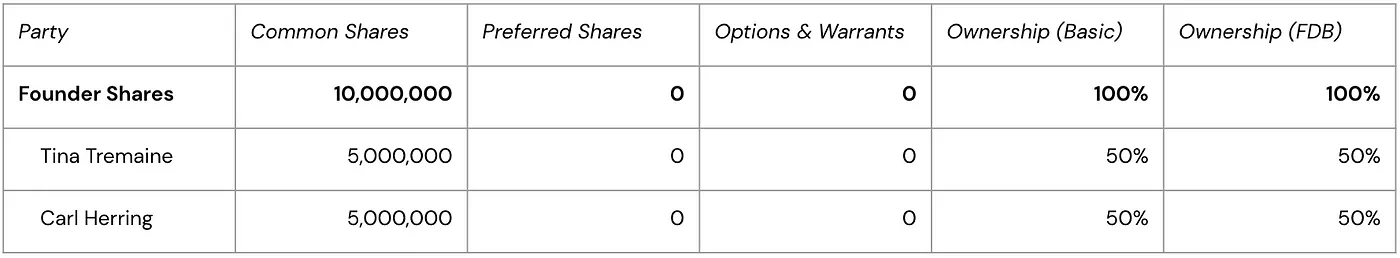 Party Common Shares Preferred Shares Options & Warrants Ownership (Basic) Ownership (FDB)
Founder Shares 10,000,000 0 0 100% 100%
Tina Tremaine 5,000,000 0 0 50% 50%
Carl Herring 5,000,000 0 0 50% 50%